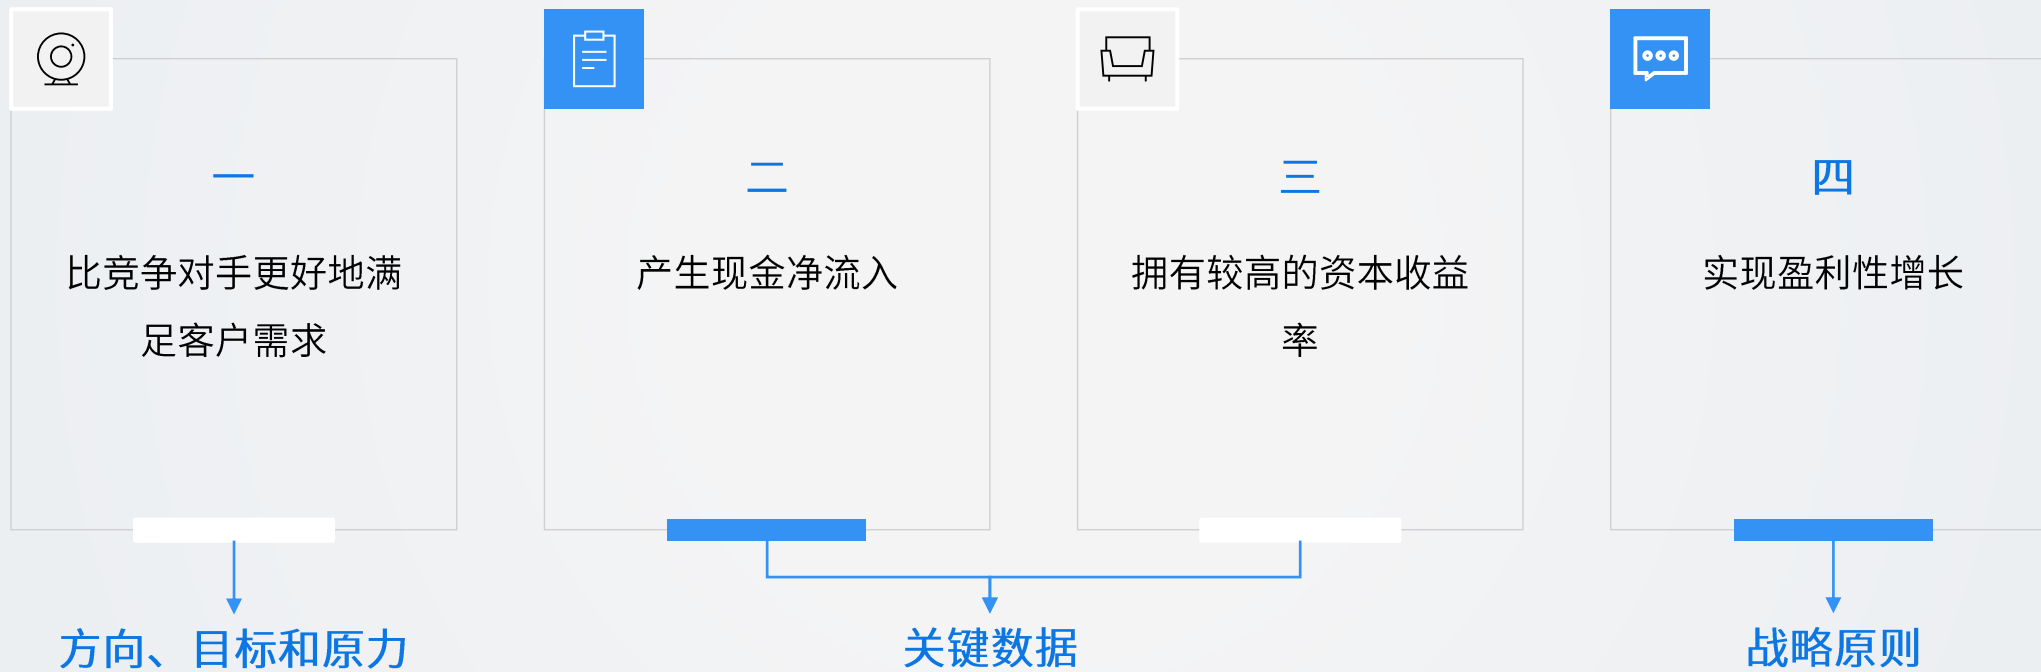 一
比竞争对手更好地满
足客户需求
二
产生现金净流入
三
拥有较高的资本收益
率
四
实现盈利性增长
方向、目标和原力
关键数据
战略原则